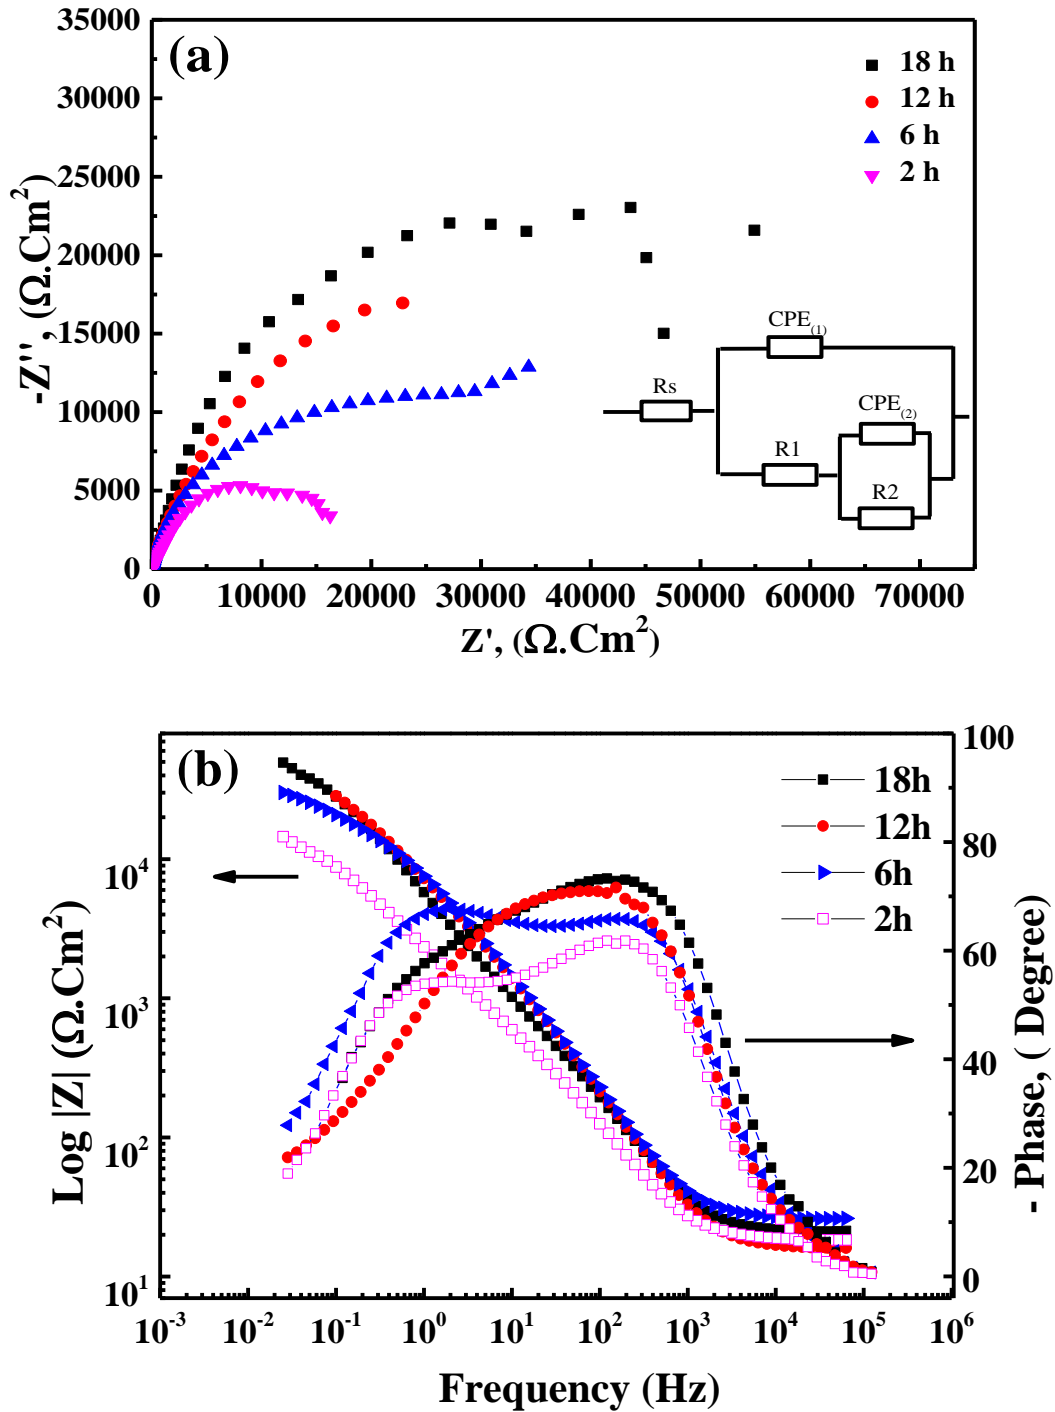 (a)
35000
30000
25000
20000
15000
10000
5000
0
-Z'', (Ω.Cm²)
18 h
12 h
6 h
2 h
CPE(1)
Rs
CPE(2)
R1
R2
0 10000 20000 30000 40000 50000 60000 70000
Z', (Ω.Cm²)
(b)
18h
12h
6h
2h
10⁴
10³
10²
10¹
Log |Z| (Ω.Cm²)
100
80
60
40
20
0
- Phase, ( Degree)
10⁻³ 10⁻² 10⁻¹ 10⁰ 10¹ 10² 10³ 10⁴ 10⁵ 10⁶
Frequency (Hz)